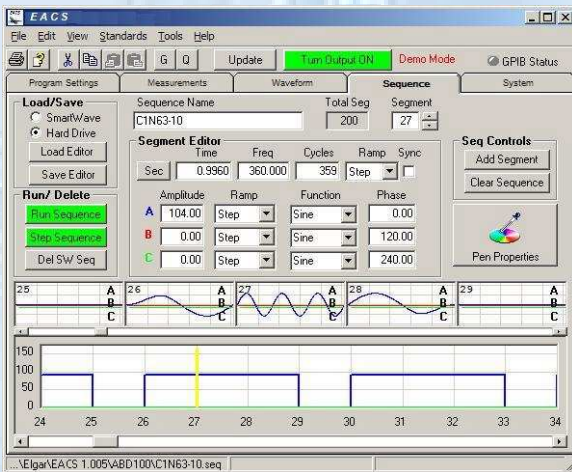 EACS
File Edit View Standards Tools Help
G Q Update Turn Output ON Demo Mode GPIB Status
Program Settings Measurements Waveform Sequence System
Load/Save
SmartWave
Hard Drive
Load Editor
Save Editor
Run/ Delete
Run Sequence
Step Sequence
Del SW Seq
Sequence Name Total Seg Segment
C1N63-10 200 27
Segment Editor
Time Freq Cycles Ramp Sync
Sec 0.9960 360.000 359 Step
Amplitude Ramp Function Phase
A 104.00 Step Sine 0.00
B 0.00 Step Sine 120.00
C 0.00 Step Sine 240.00
Seq Controls
Add Segment
Clear Sequence
Pen Properties
25 A 26 A 27 A 28 A 29 A
B B B B B
C C C C C
150
100
50
0
24 25 26 27 28 29 30 31 32 33 34
...\Elgar\EACS 1.005\ABD100\C1N63-10.seq